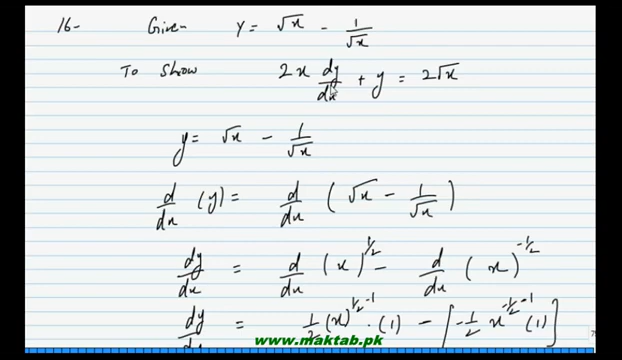 16- Given y = √x - 1/√x
To Show 2x dy/dx + y = 2√x
y = √x - 1/√x
d/dx (y) = d/dx (√x - 1/√x)
dy/dx = d/dx (x)^1/2 - d/dx (x)^-1/2
dy/dx = 1/2 (x)^1/2-1 · (1) - [-1/2 x^-1/2-1 (1)]
www.maktab.pk